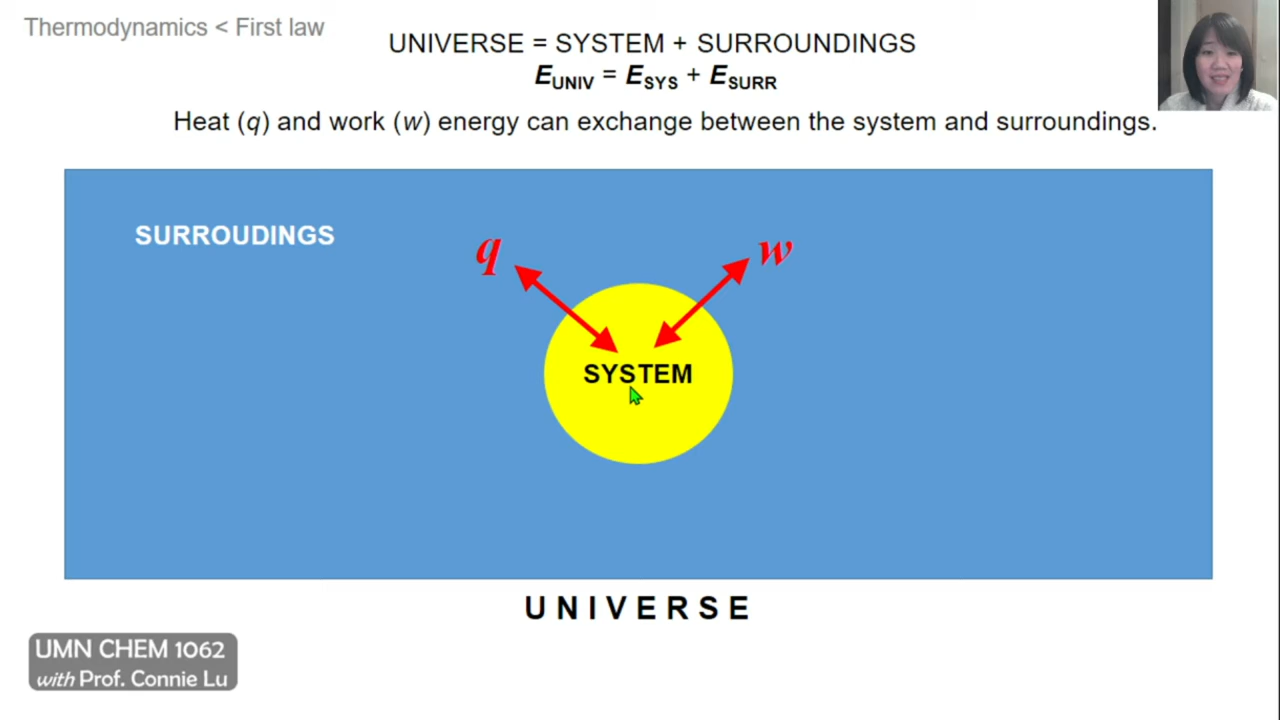 Thermodynamics < First law
UNIVERSE = SYSTEM + SURROUNDINGS
EUNIV = ESYS + ESURR
Heat (q) and work (w) energy can exchange between the system and surroundings.
SURROUDINGS
q
w
SYSTEM
UNIVERSE
UMN CHEM 1062
with Prof. Connie Lu